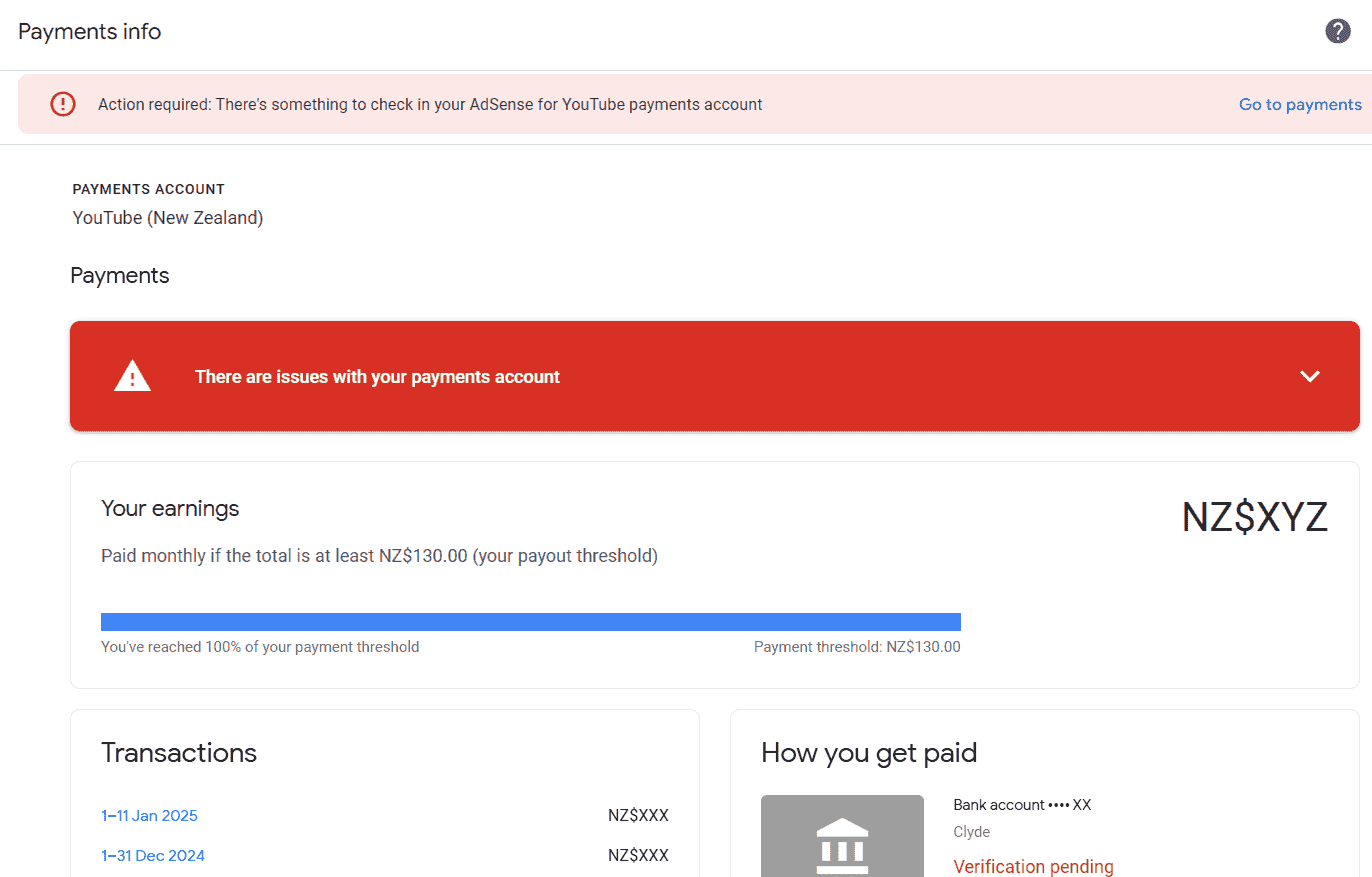 Payments info
Action required: There's something to check in your AdSense for YouTube payments account
Go to payments
PAYMENTS ACCOUNT
YouTube (New Zealand)
Payments
There are issues with your payments account
Your earnings
NZ$XYZ
Paid monthly if the total is at least NZ$130.00 (your payout threshold)
You've reached 100% of your payment threshold
Payment threshold: NZ$130.00
Transactions
1–11 Jan 2025 NZ$XXX
1–31 Dec 2024 NZ$XXX
How you get paid
Bank account •••• XX
Clyde
Verification pending